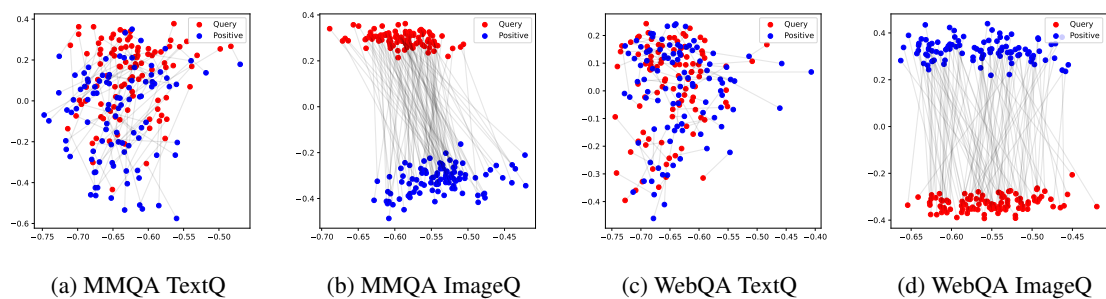 Query
Positive
0.4
0.2
0.0
−0.2
−0.4
−0.6
−0.75 −0.70 −0.65 −0.60 −0.55 −0.50
(a) MMQA TextQ
Query
Positive
0.4
0.2
0.0
−0.2
−0.4
−0.70 −0.65 −0.60 −0.55 −0.50 −0.45
(b) MMQA ImageQ
Query
Positive
0.2
0.1
0.0
−0.1
−0.2
−0.3
−0.4
−0.5
−0.75 −0.70 −0.65 −0.60 −0.55 −0.50 −0.45 −0.40
(c) WebQA TextQ
Query
Positive
0.4
0.2
0.0
−0.2
−0.4
−0.65 −0.60 −0.55 −0.50 −0.45
(d) WebQA ImageQ